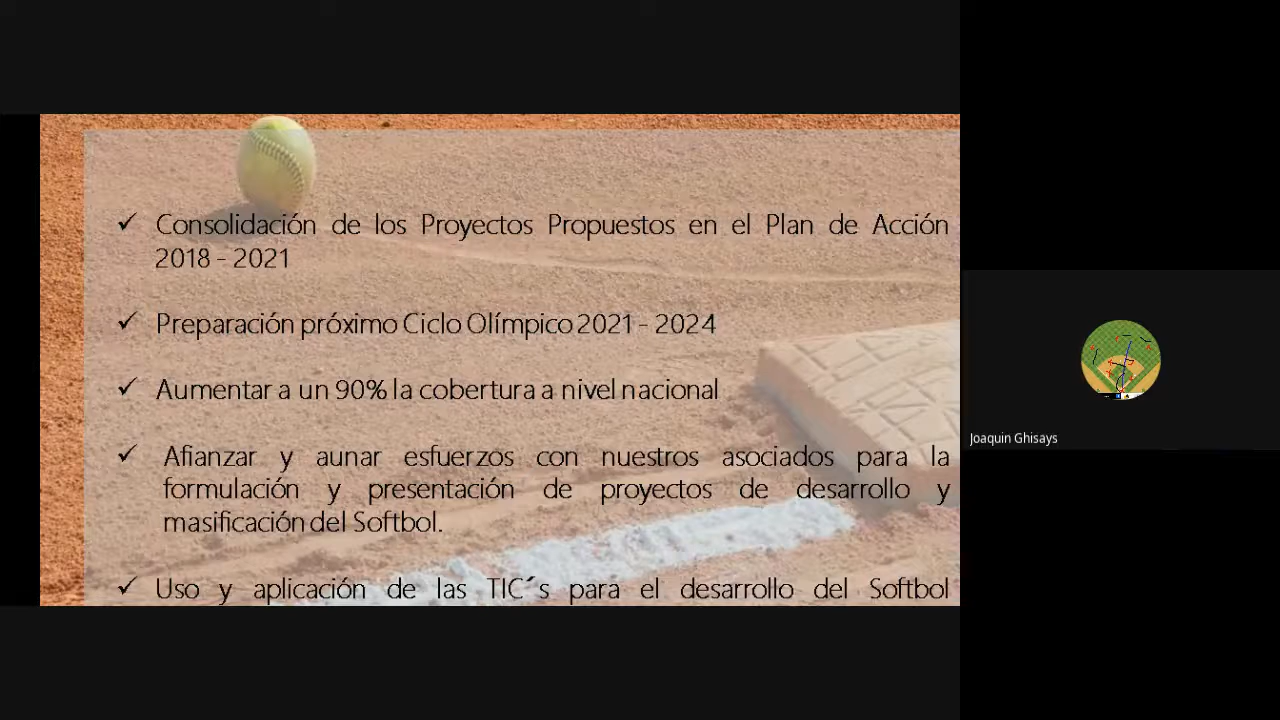 ✓ Consolidación de los Proyectos Propuestos en el Plan de Acción
2018 - 2021
✓ Preparación próximo Ciclo Olímpico 2021 - 2024
✓ Aumentar a un 90% la cobertura a nivel nacional
✓ Afianzar y aunar esfuerzos con nuestros asociados para la
formulación y presentación de proyectos de desarrollo y
masificación del Softbol.
✓ Uso y aplicación de las TIC´s para el desarrollo del Softbol
Joaquin Ghisays